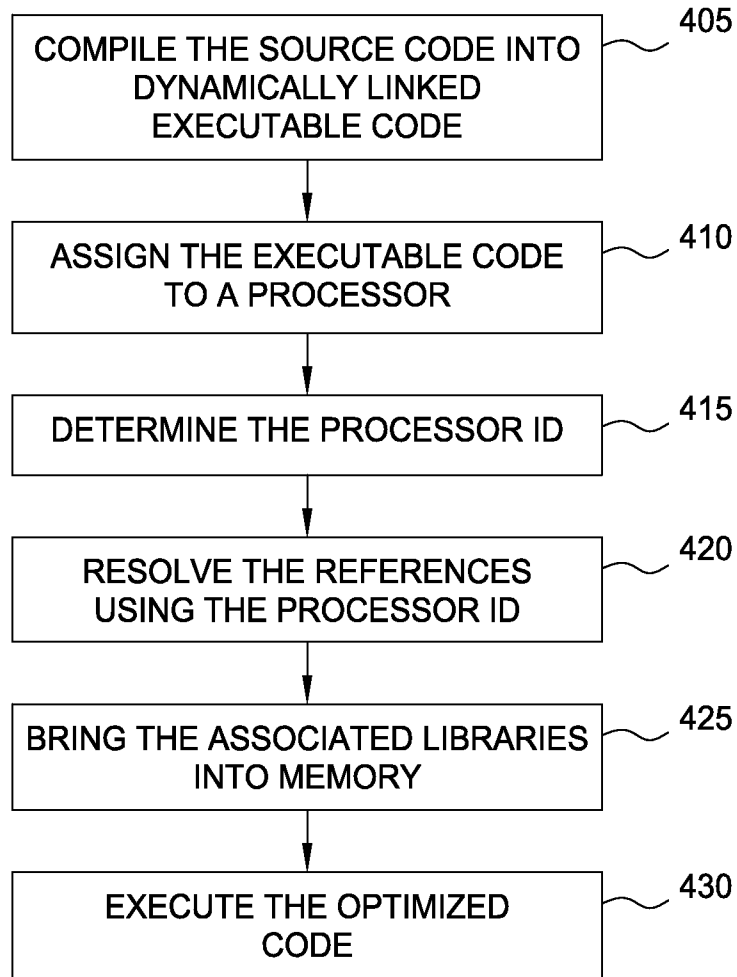 COMPILE THE SOURCE CODE INTO
DYNAMICALLY LINKED
EXECUTABLE CODE
405
ASSIGN THE EXECUTABLE CODE
TO A PROCESSOR
410
DETERMINE THE PROCESSOR ID
415
RESOLVE THE REFERENCES
USING THE PROCESSOR ID
420
BRING THE ASSOCIATED LIBRARIES
INTO MEMORY
425
EXECUTE THE OPTIMIZED
CODE
430